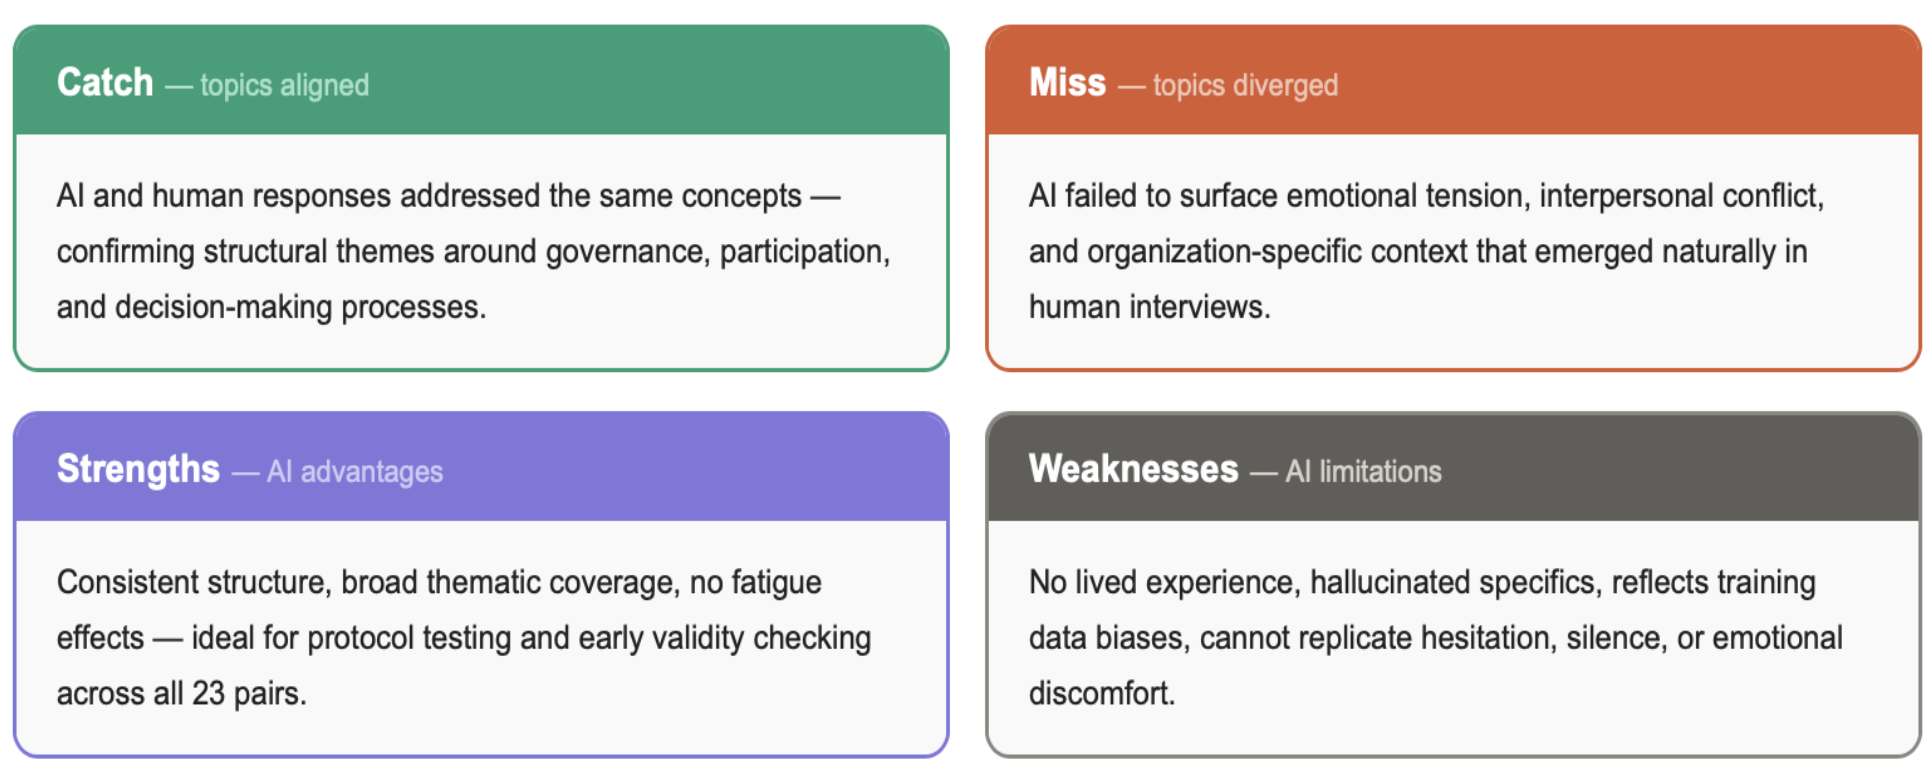 Catch — topics aligned
AI and human responses addressed the same concepts —
confirming structural themes around governance, participation,
and decision-making processes.
Miss — topics diverged
AI failed to surface emotional tension, interpersonal conflict,
and organization-specific context that emerged naturally in
human interviews.
Strengths — AI advantages
Consistent structure, broad thematic coverage, no fatigue
effects — ideal for protocol testing and early validity checking
across all 23 pairs.
Weaknesses — AI limitations
No lived experience, hallucinated specifics, reflects training
data biases, cannot replicate hesitation, silence, or emotional
discomfort.